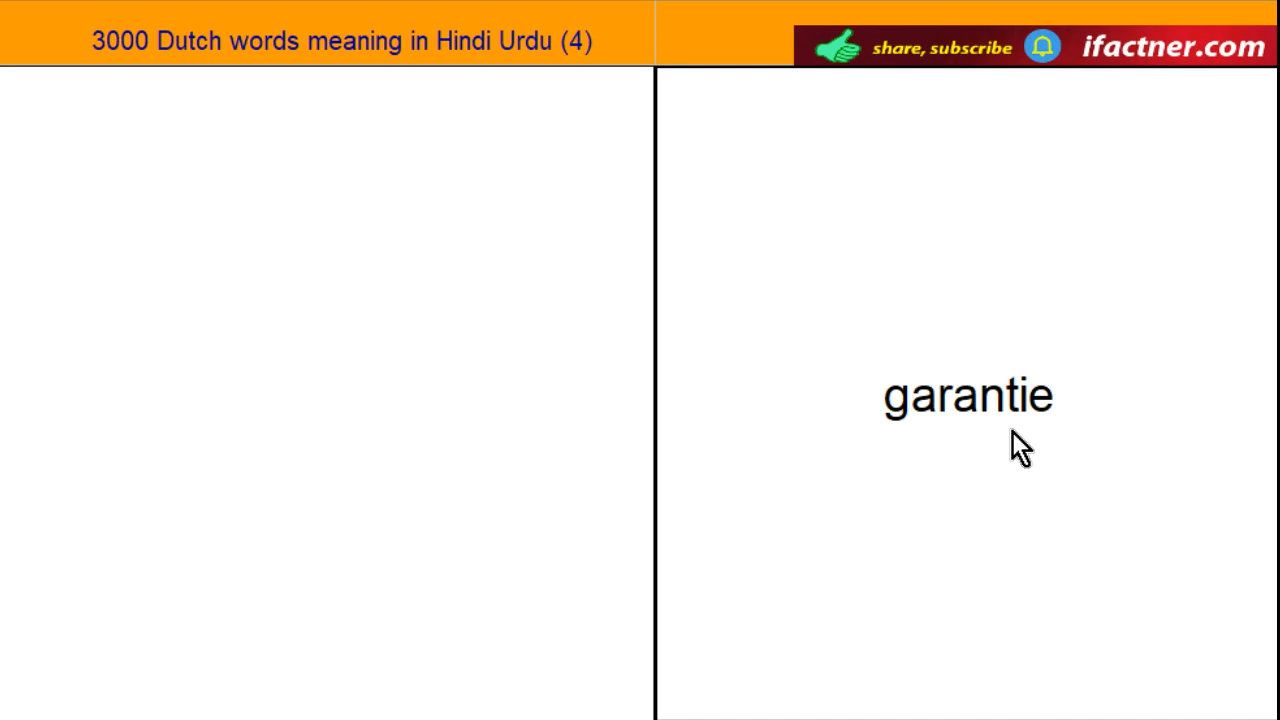 3000 Dutch words meaning in Hindi Urdu (4)
share, subscribe
ifactner.com
garantie